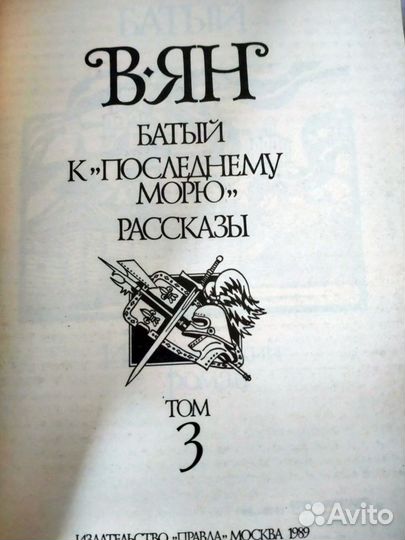 В·ЯН
БАТЫЙ
К „ПОСЛЕДНЕМУ
МОРЮ"
РАССКАЗЫ
ТОМ
3
ИЗДАТЕЛЬСТВО „ПРАВДА" МОСКВА 1989
Avito